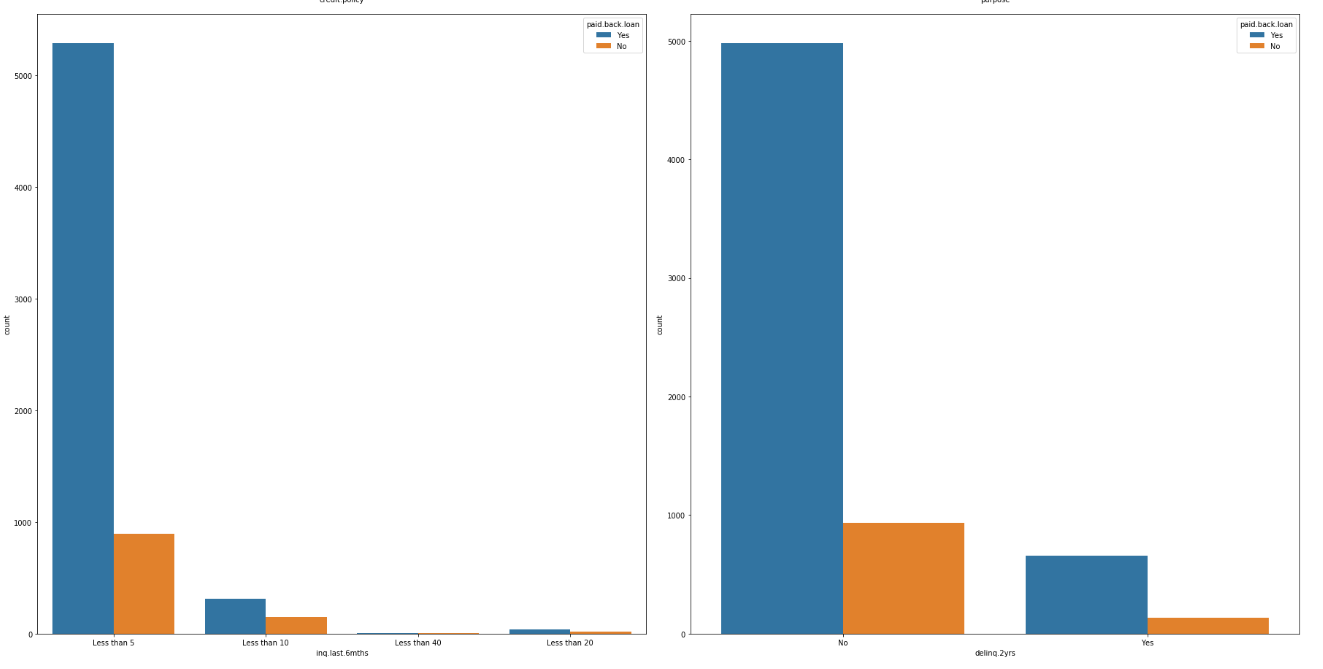 credit.policy
paid.back.loan
Yes
No
5000
4000
3000
2000
1000
0
count
Less than 5
Less than 10
Less than 40
Less than 20
inq.last.6mths
purpose
paid.back.loan
Yes
No
5000
4000
3000
2000
1000
0
count
No
Yes
delinq.2yrs